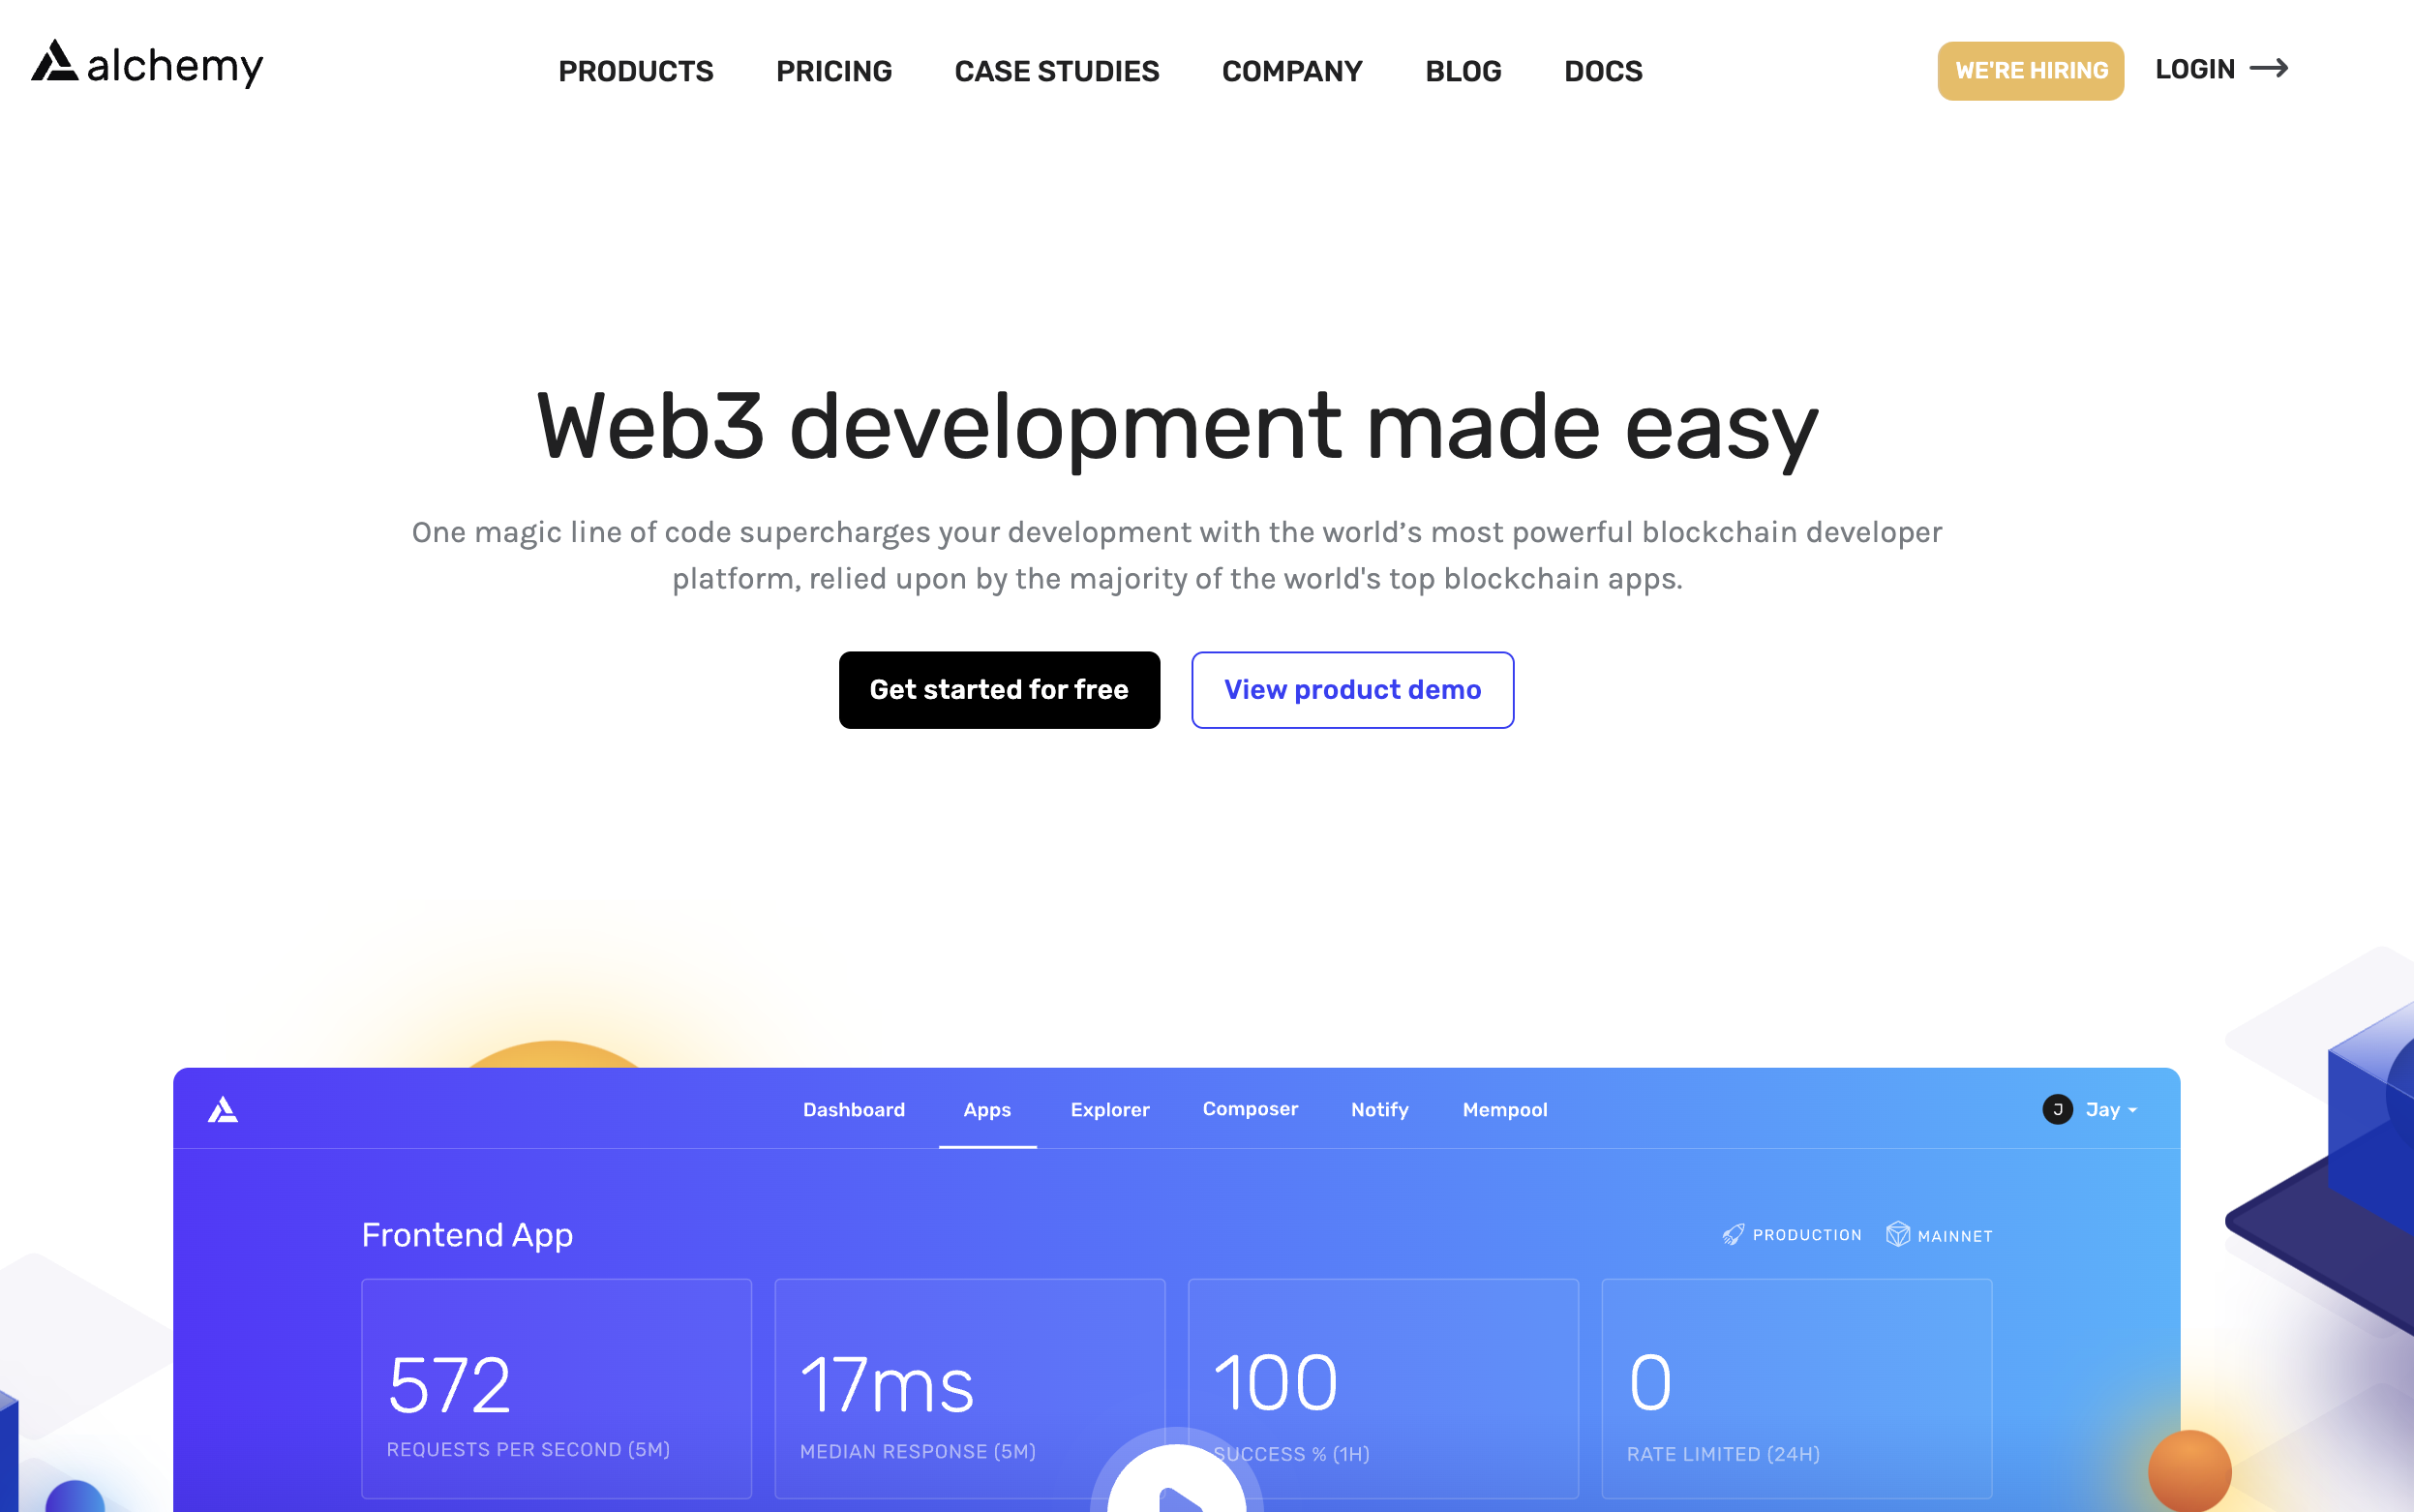 alchemy
PRODUCTS PRICING CASE STUDIES COMPANY BLOG DOCS WE'RE HIRING LOGIN
Web3 development made easy
One magic line of code supercharges your development with the world’s most powerful blockchain developer
platform, relied upon by the majority of the world's top blockchain apps.
Get started for free View product demo
Dashboard Apps Explorer Composer Notify Mempool J Jay
Frontend App PRODUCTION MAINNET
572 17ms 100 0
REQUESTS PER SECOND (5M) MEDIAN RESPONSE (5M) SUCCESS % (1H) RATE LIMITED (24H)